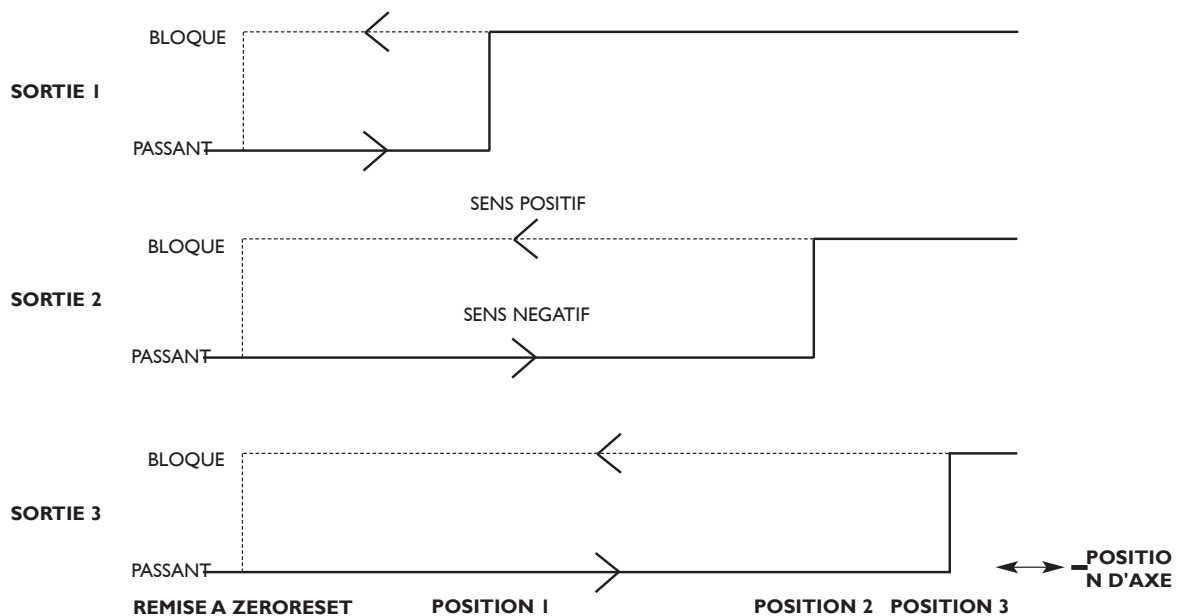 BLOQUE
SORTIE 1
PASSANT
SENS POSITIF
BLOQUE
SORTIE 2
SENS NEGATIF
PASSANT
BLOQUE
SORTIE 3
PASSANT
POSITIO
N D'AXE
REMISE A ZERORESET POSITION 1 POSITION 2 POSITION 3